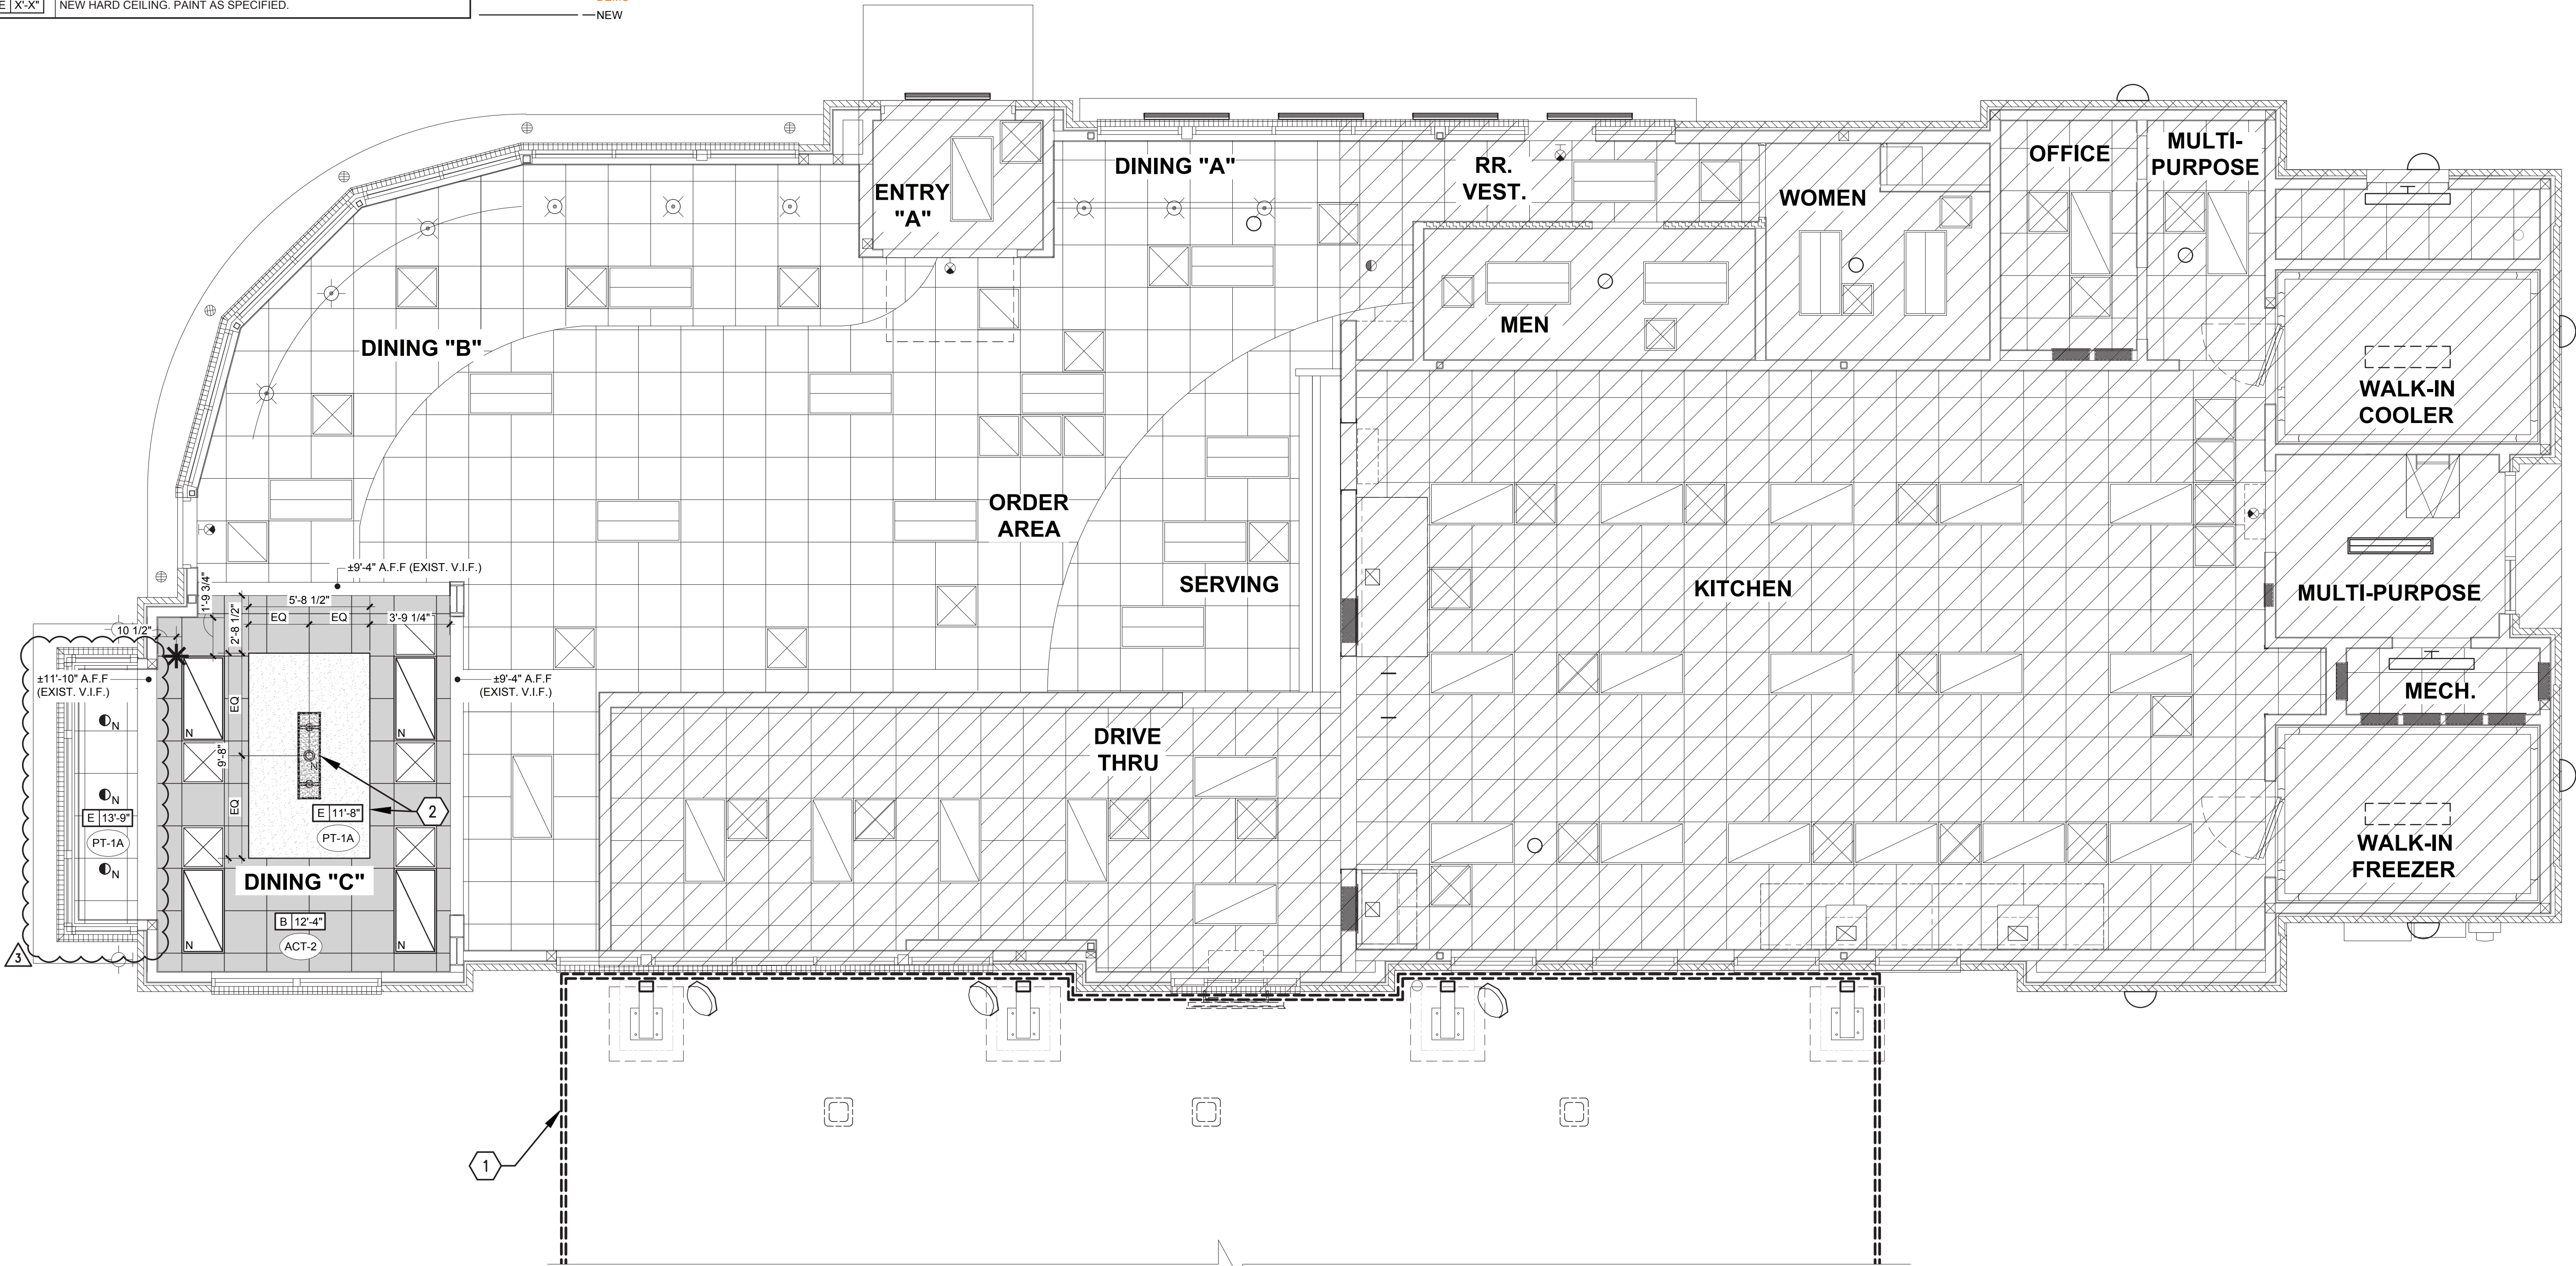 E X'-X" NEW HARD CEILING. PAINT AS SPECIFIED.
NEW
ENTRY
"A"
DINING "A"
RR.
VEST.
WOMEN
OFFICE
MULTI-
PURPOSE
MEN
DINING "B"
WALK-IN
COOLER
ORDER
AREA
SERVING
KITCHEN
MULTI-PURPOSE
MECH.
DRIVE
THRU
WALK-IN
FREEZER
±9'-4" A.F.F (EXIST. V.I.F.)
1'-9 3/4"
5'-8 1/2"
2'-8 1/2"
EQ
EQ
3'-9 1/4"
10 1/2"
±11'-10" A.F.F
(EXIST. V.I.F.)
±9'-4" A.F.F
(EXIST. V.I.F.)
EQ
9'-8"
EQ
N
N
N
N
N
N
N
N
E 11'-8"
PT-1A
2
E 13'-9"
PT-1A
DINING "C"
B 12'-4"
ACT-2
3
1